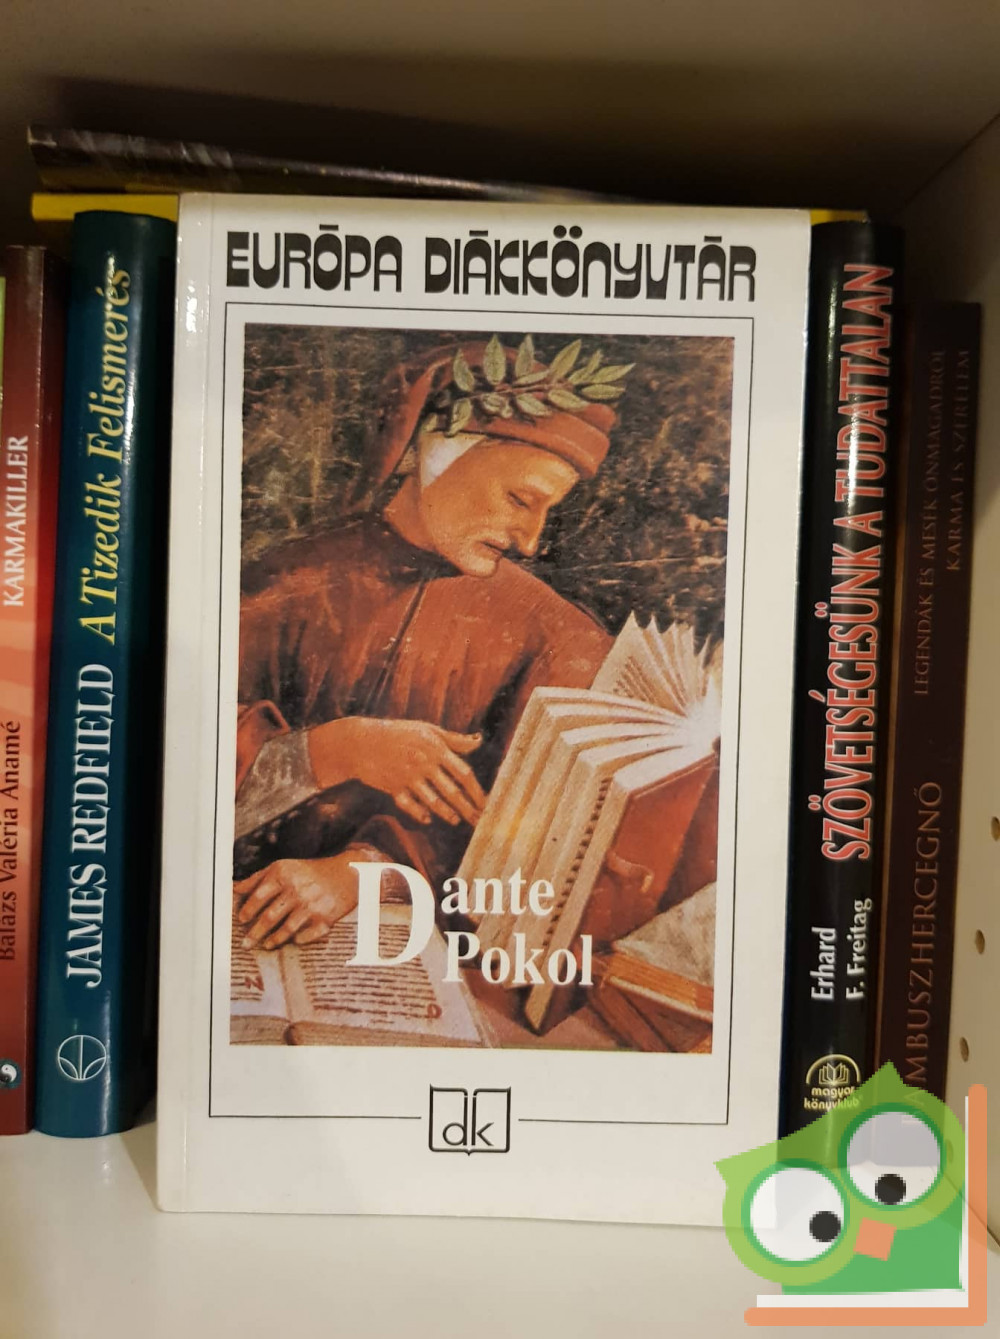 EURÓPA DIÁKKÖNYVTÁR
Dante
Pokol
dk
KARMAKILLER
Balázs Valéria Anamé
JAMES REDFIELD A Tizedik Felismerés
Erhard
F. Freitag
SZÖVETSÉGESÜNK A TUDATTALAN
magyar
könyvklub
LEGENDÁK ÉS MESÉK ÖNMAGADRÓL
KARMA ÉS SZERELEM